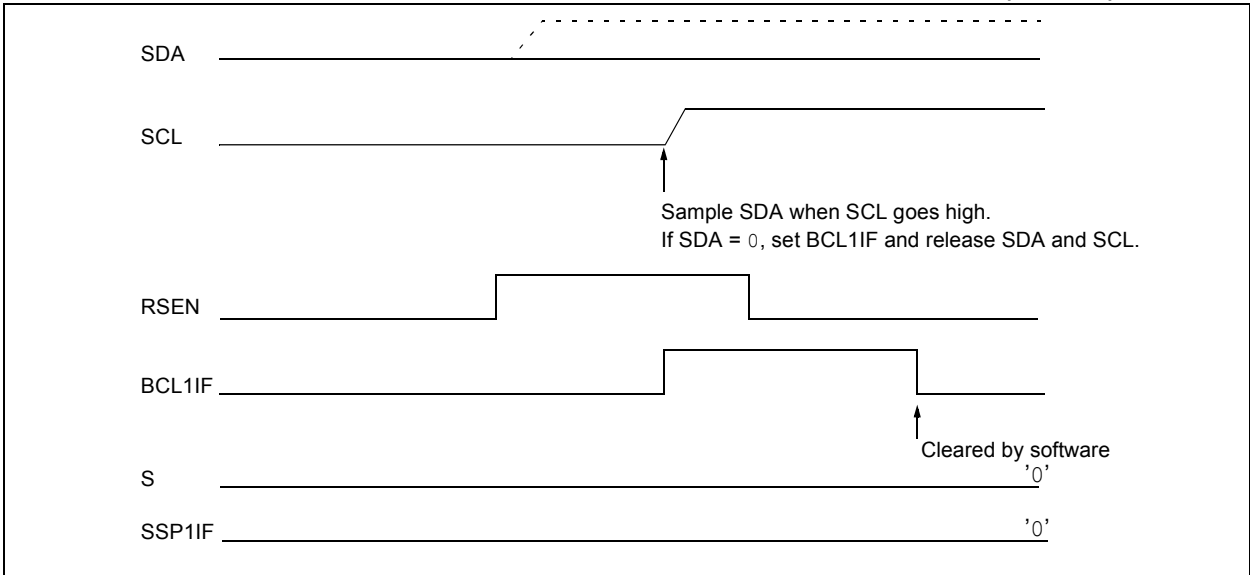 SDA
SCL
Sample SDA when SCL goes high.
If SDA = 0, set BCL1IF and release SDA and SCL.
RSEN
BCL1IF
Cleared by software
S
'0'
SSP1IF
'0'